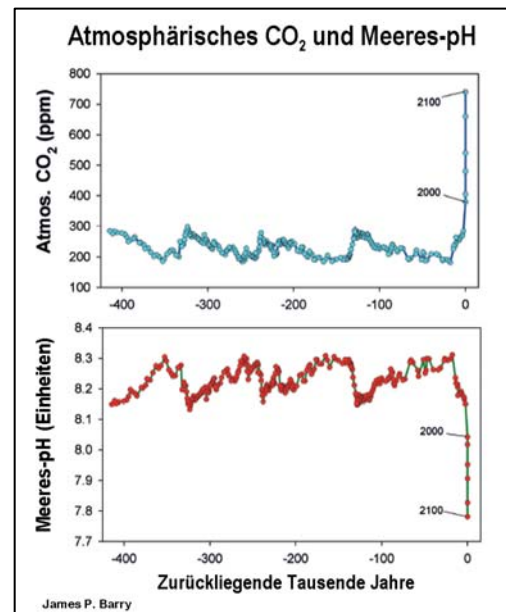 Atmosphärisches CO₂ und Meeres-pH
Atmos. CO₂ (ppm)
800
700
600
500
400
300
200
100
2100
2000
-400 -300 -200 -100 0
Meeres-pH (Einheiten)
8.4
8.3
8.2
8.1
8.0
7.9
7.8
7.7
2000
2100
-400 -300 -200 -100 0
Zurückliegende Tausende Jahre
James P. Barry